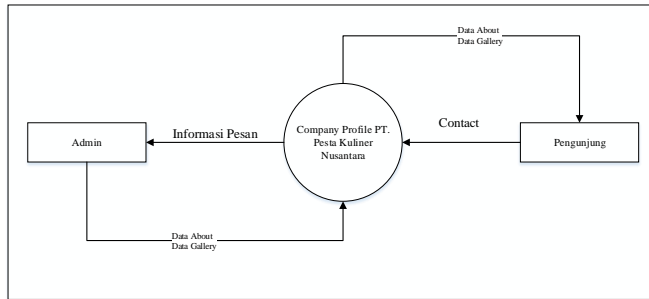 Data About
Data Gallery
Admin
Informasi Pesan
Company Profile PT.
Pesta Kuliner
Nusantara
Contact
Pengunjung
Data About
Data Gallery